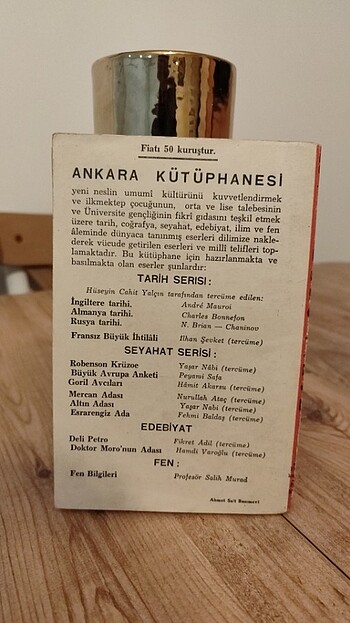 Fiatı 50 kuruştur.
ANKARA KÜTÜPHANESİ
yeni neslin umumî kültürünü kuvvetlendirmek
ve ilkmektep çocuğunun, orta ve lise talebesinin
ve Üniversite gençliğinin fikrî gıdasını teşkil etmek
üzere tarih, coğrafya, seyahat, edebiyat, ilim ve fen
âleminde dünyaca tanınmış eserleri dilimize nakle-
derek vücude getirilen eserleri ve millî telifleri top-
lamaktadır. Bu kütüphane için hazırlanmakta ve
basılmakta olan eserler şunlardır:
TARİH SERISI:
Hüseyin Cahit Yalçın tarafından tercüme edilen:
İngiltere tarihi. André Mauroi
Almanya tarihi. Charles Bonnefon
Rusya tarihi. N. Brian — Chaninov
Fransız Büyük İhtilâli İlhan Şevket (tercüme)
SEYAHAT SERİSİ:
Robenson Krüzoe Yaşar Nâbi (tercüme)
Büyük Avrupa Anketi Peyami Safa
Goril Avcıları Hâmit Akarsu (tercüme)
Mercan Adası Nurullah Ataç (tercüme)
Altın Adası Yaşar Nabi (tercüme)
Esrarengiz Ada Fehmi Baldaş (tercüme)
EDEBİYAT
Deli Petro Fikret Adil (tercüme)
Doktor Moro'nun Adası Hamdi Varoğlu (tercüme)
FEN:
Fen Bilgileri Profesör Salih Murad
Ahmet Sait Basımevi